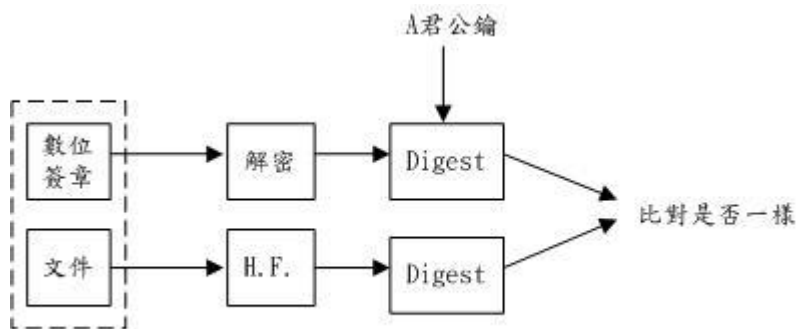 A君公鑰
數位
簽章
解密
Digest
比對是否一樣
文件
H.F.
Digest